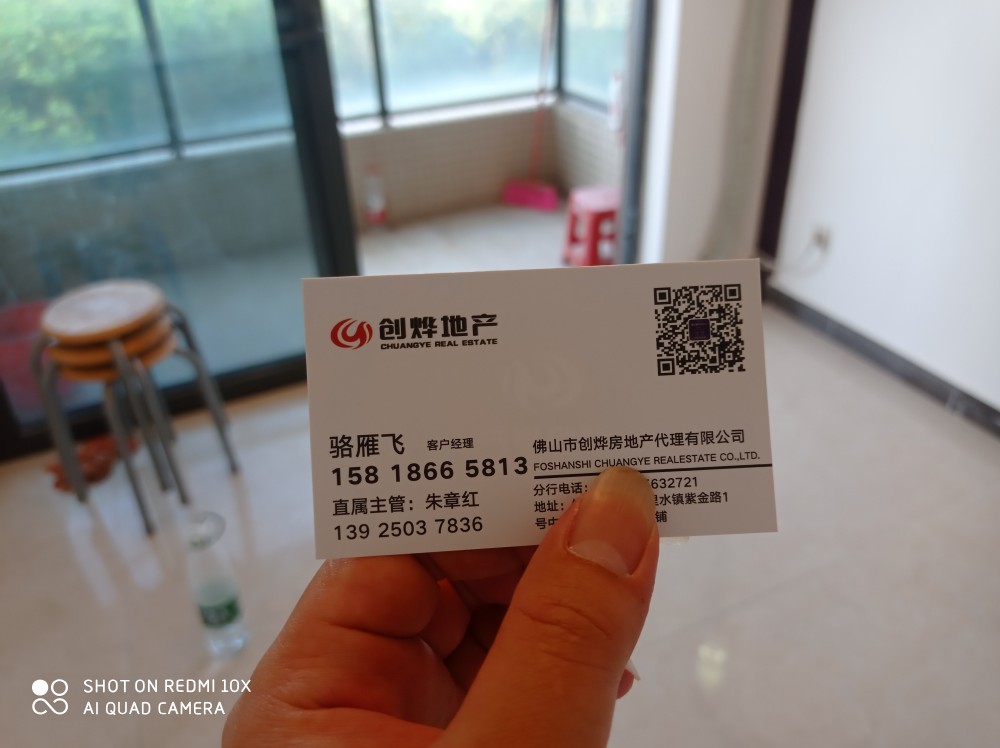 创烨地产
CHUANGYE REAL ESTATE
骆雁飞 客户经理
158 1866 5813
直属主管：朱章红
139 2503 7836
佛山市创烨房地产代理有限公司
FOSHANSHI CHUANGYE REALESTATE CO.,LTD.
分行电话： 5632721
地址： 里水镇紫金路1
号中 铺
SHOT ON REDMI 10X
AI QUAD CAMERA